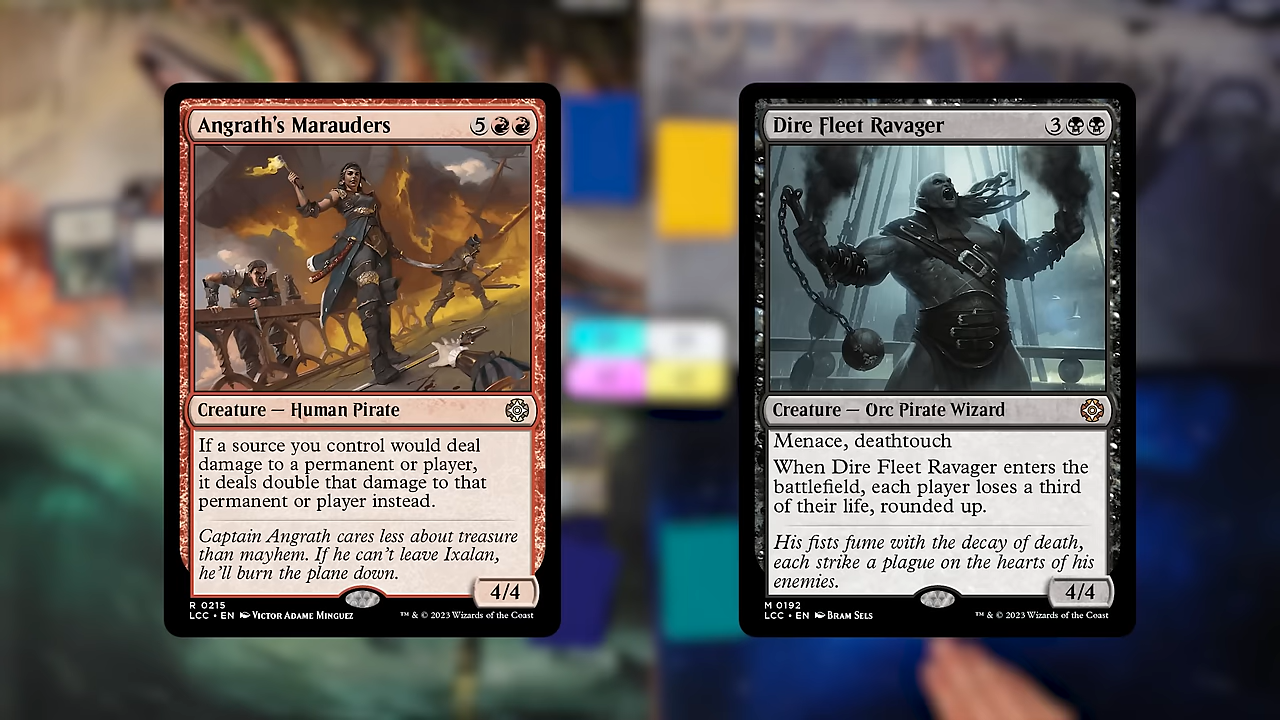 Angrath's Marauders 5
Creature — Human Pirate
If a source you control would deal
damage to a permanent or player,
it deals double that damage to that
permanent or player instead.
Captain Angrath cares less about treasure
than mayhem. If he can't leave Ixalan,
he'll burn the plane down.
4/4
R 0215
LCC • EN Victor Adame Minguez
™ & © 2023 Wizards of the Coast
Dire Fleet Ravager 3
Creature — Orc Pirate Wizard
Menace, deathtouch
When Dire Fleet Ravager enters the
battlefield, each player loses a third
of their life, rounded up.
His fists fume with the decay of death,
each strike a plague on the hearts of his
enemies.
4/4
M 0192
LCC • EN Bram Sels
™ & © 2023 Wizards of the Coast